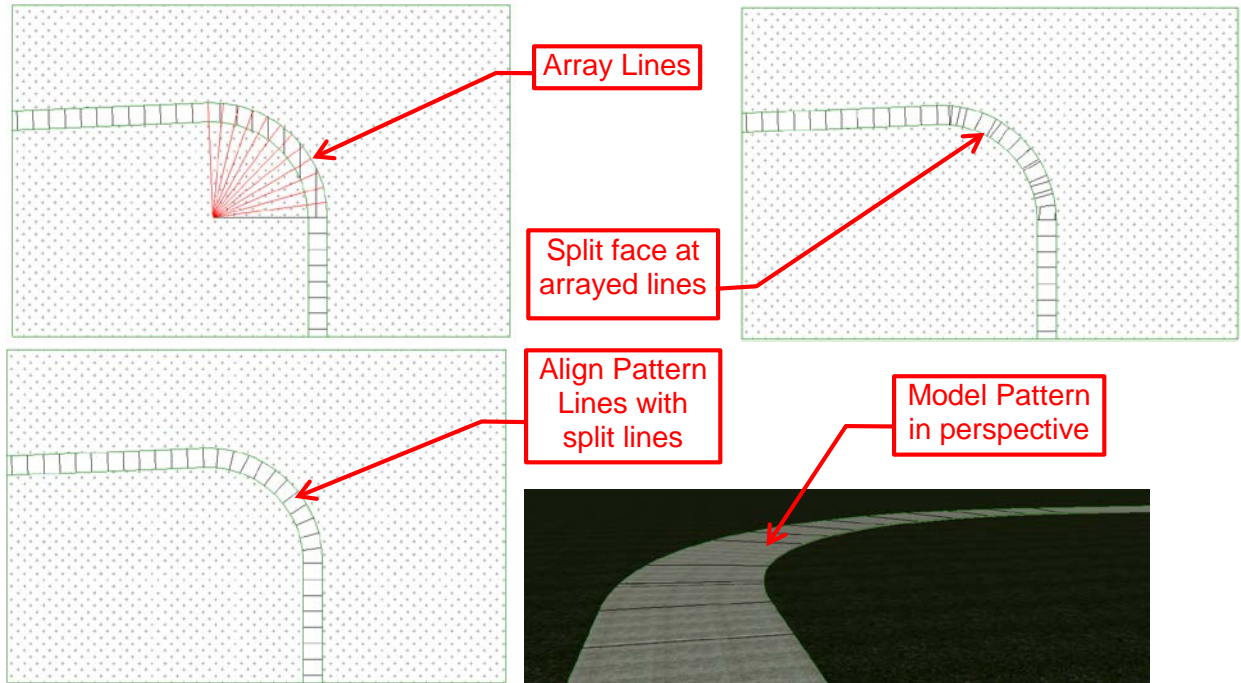 Array Lines
Split face at
arrayed lines
Align Pattern
Lines with
split lines
Model Pattern
in perspective